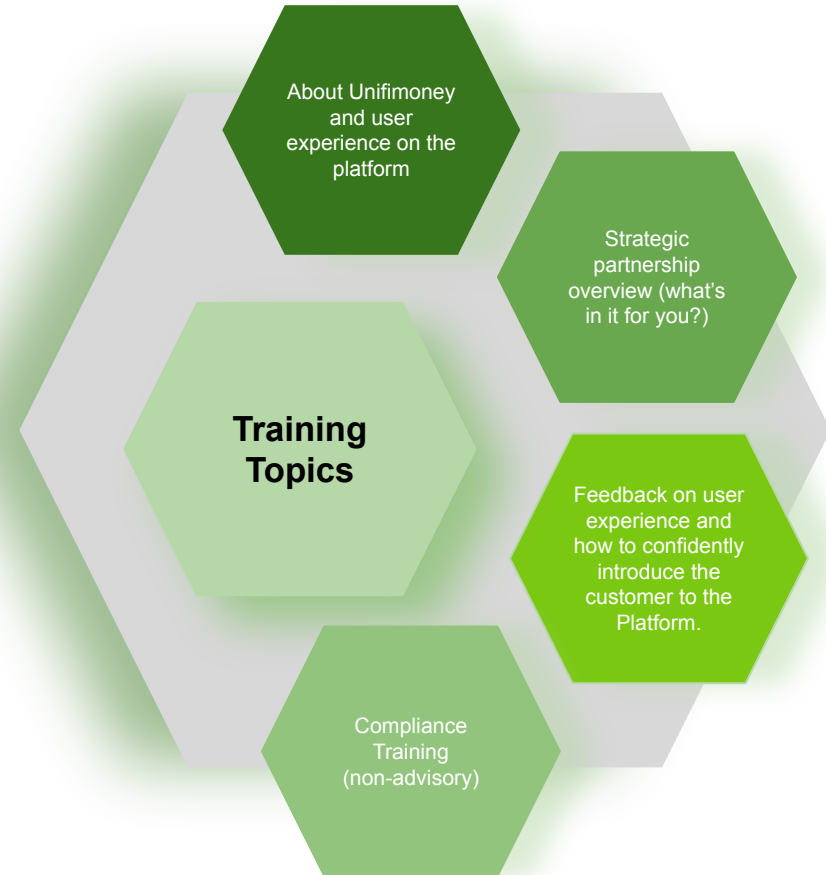 About Unifimoney
and user
experience on the
platform
Strategic
partnership
overview (what's
in it for you?)
Training
Topics
Feedback on user
experience and
how to confidently
introduce the
customer to the
Platform.
Compliance
Training
(non-advisory)